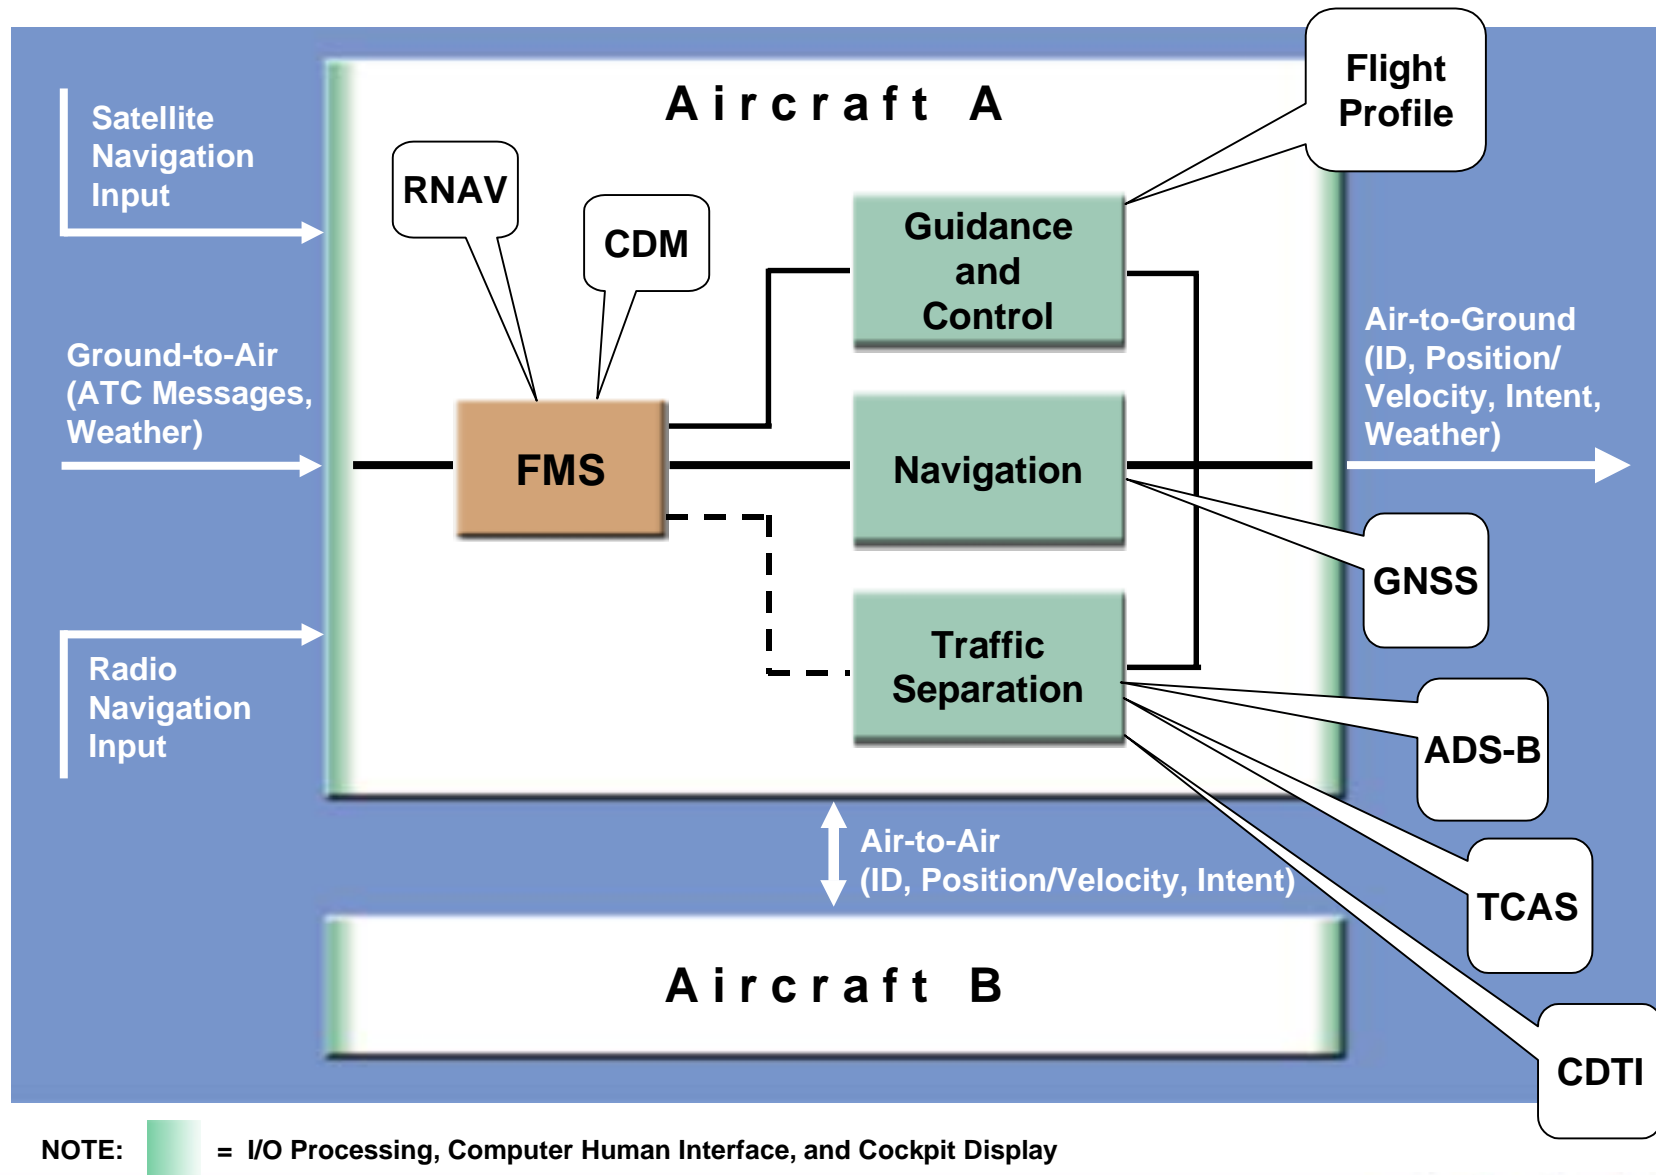 Aircraft A
Flight
Profile
Satellite
Navigation
Input
RNAV
CDM
Guidance
and
Control
Ground-to-Air
(ATC Messages,
Weather)
Air-to-Ground
(ID, Position/
Velocity, Intent,
Weather)
FMS
Navigation
GNSS
Traffic
Separation
Radio
Navigation
Input
ADS-B
Air-to-Air
(ID, Position/Velocity, Intent)
TCAS
Aircraft B
CDTI
NOTE: = I/O Processing, Computer Human Interface, and Cockpit Display